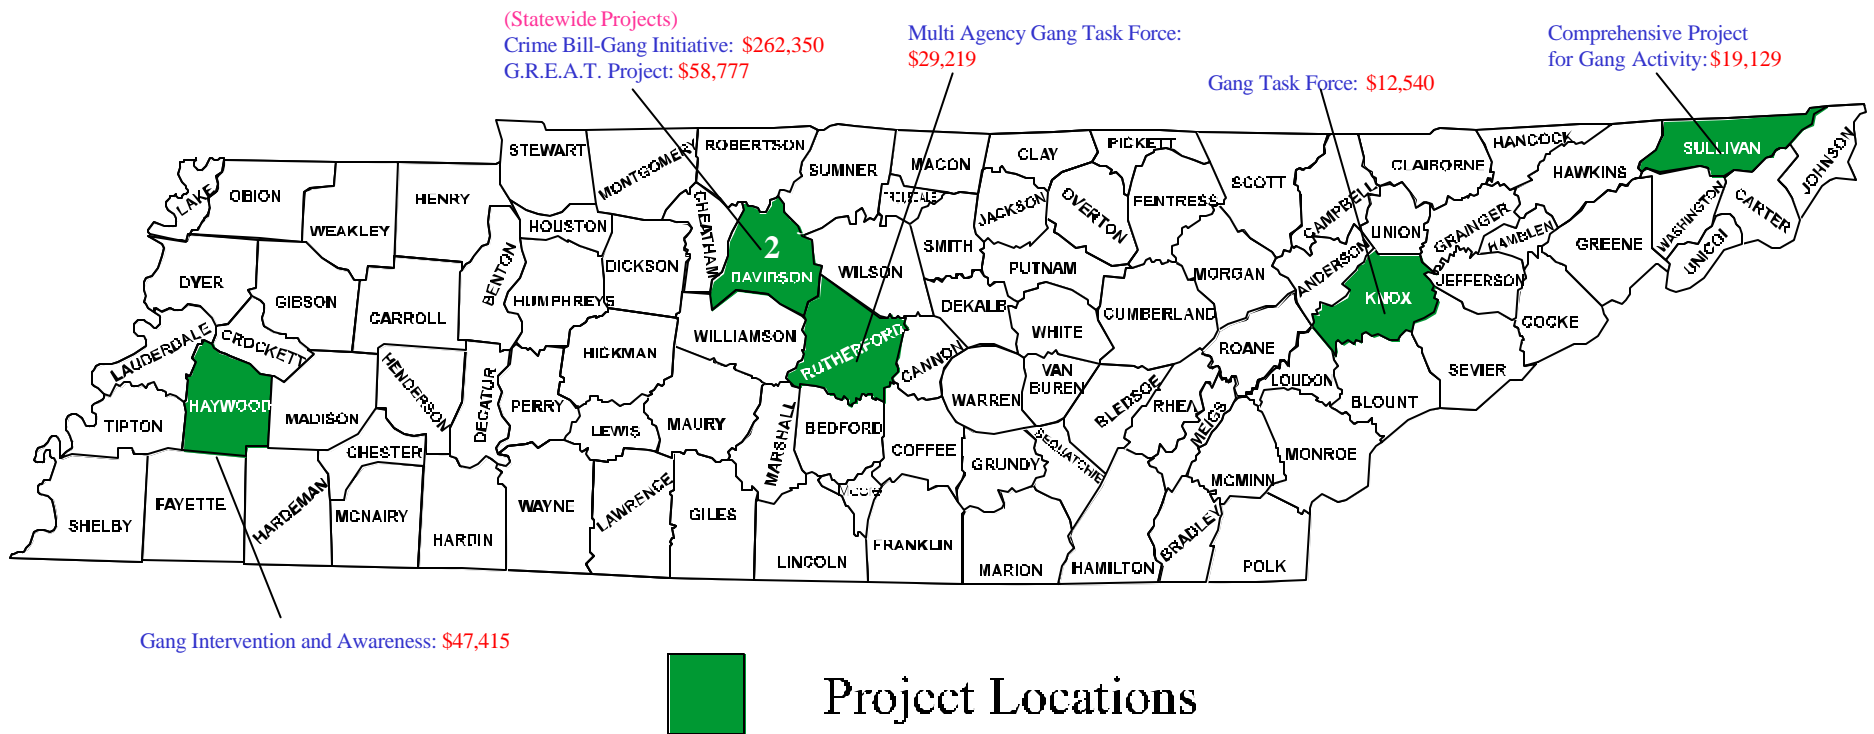 (Statewide Projects)
Crime Bill-Gang Initiative: $262,350
G.R.E.A.T. Project: $58,777
Multi Agency Gang Task Force:
$29,219
Gang Task Force: $12,540
Comprehensive Project
for Gang Activity: $19,129
LAKE
OBION
WEAKLEY
HENRY
STEWART
MONTGOMERY
ROBERTSON
SUMNER
MACON
TROUSDALE
CLAY
PICKETT
SCOTT
CLAIBORNE
HANCOCK
HAWKINS
SULLIVAN
JOHNSON
CARTER
WASHINGTON
UNICOI
GREENE
HAMBLEN
GRAINGER
UNION
CAMPBELL
FENTRESS
OVERTON
JACKSON
SMITH
WILSON
2
DAVIDSON
CHEATHAM
DICKSON
HOUSTON
HUMPHREYS
BENTON
CARROLL
GIBSON
DYER
LAUDERDALE
CROCKETT
HAYWOOD
TIPTON
MADISON
HENDERSON
DECATUR
PERRY
HICKMAN
WILLIAMSON
RUTHERFORD
CANNON
DEKALB
PUTNAM
WHITE
CUMBERLAND
MORGAN
ANDERSON
KNOX
JEFFERSON
COCKE
SEVIER
BLOUNT
LOUDON
ROANE
RHEA
MEIGS
BLEDSOE
VAN
BUREN
WARREN
COFFEE
BEDFORD
MARSHALL
MAURY
LEWIS
CHESTER
SHELBY
FAYETTE
HARDEMAN
MCNAIRY
HARDIN
WAYNE
LAWRENCE
GILES
LINCOLN
MOORE
FRANKLIN
GRUNDY
SEQUATCHIE
MARION
HAMILTON
BRADLEY
MCMINN
MONROE
POLK
Gang Intervention and Awareness: $47,415
Project Locations